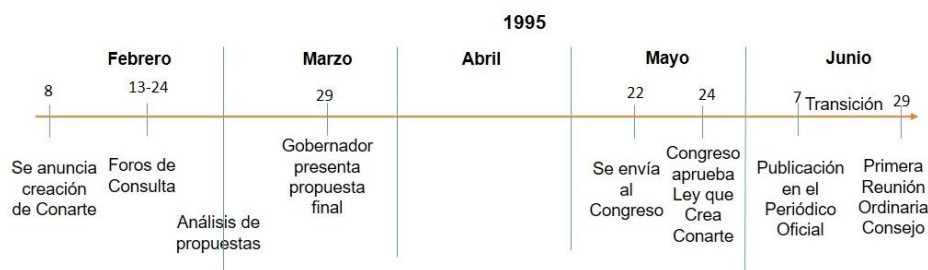 1995
Febrero
Marzo
Abril
Mayo
Junio
8
13-24
29
22
24
7
Transición
29
Se anuncia
creación
de Conarte
Foros de
Consulta
Análisis de
propuestas
Gobernador
presenta
propuesta
final
Se envía
al
Congreso
Congreso
aprueba
Ley que
Crea
Conarte
Publicación
en el
Periódico
Oficial
Primera
Reunión
Ordinaria
Consejo